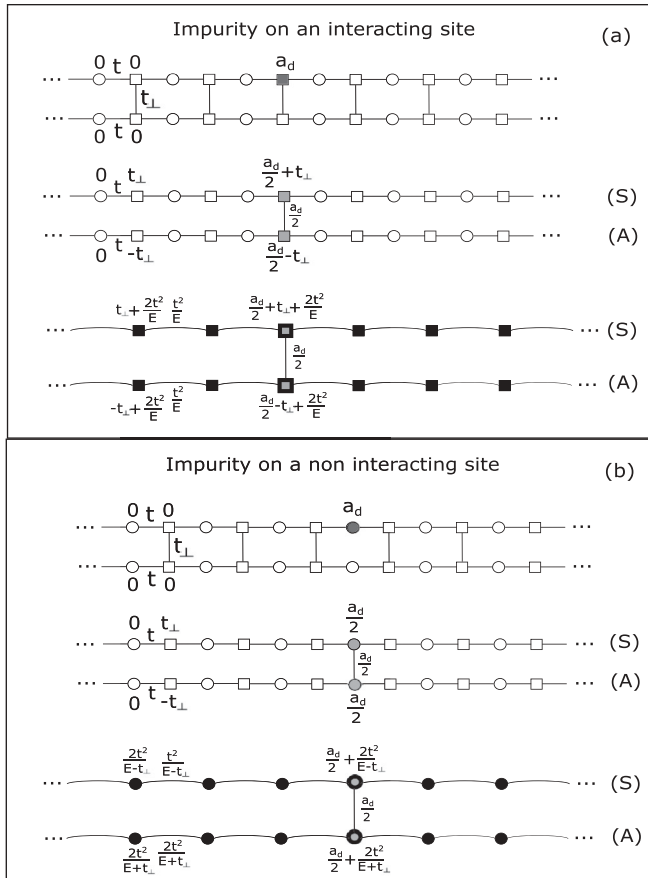 Impurity on an interacting site
(a)
0 t 0 a_d
... t_⊥ ...
0 t 0
0 t t_⊥ a_d/2+t_⊥
... ... (S)
a_d/2
... ... (A)
0 t -t_⊥ a_d/2-t_⊥
t_⊥+2t²/E t²/E a_d/2+t_⊥+2t²/E
... ... (S)
a_d/2
... ... (A)
-t_⊥+2t²/E t²/E a_d/2-t_⊥+2t²/E
Impurity on a non interacting site
(b)
0 t 0 a_d
... t_⊥ ...
0 t 0
0 t t_⊥ a_d/2
... ... (S)
a_d/2
... ... (A)
0 t -t_⊥ a_d/2
2t²/E-t_⊥ t²/E-t_⊥ a_d/2+2t²/E-t_⊥
... ... (S)
a_d/2
... ... (A)
2t²/E+t_⊥ 2t²/E+t_⊥ a_d/2+2t²/E+t_⊥